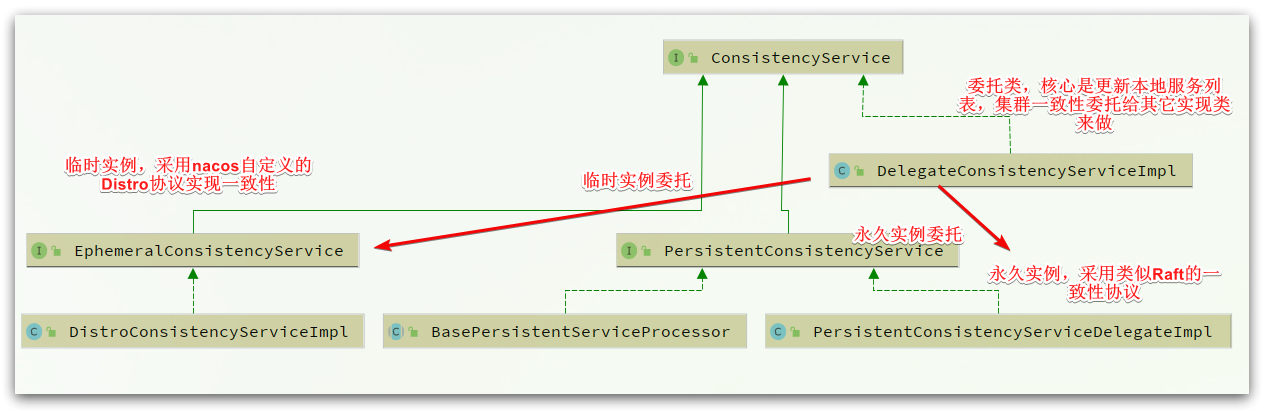 I ConsistencyService
委托类，核心是更新本地服务列
表，集群一致性委托给其它实现类
来做
临时实例，采用nacos自定义的
Distro协议实现一致性
临时实例委托
C DelegateConsistencyServiceImpl
I EphemeralConsistencyService
永久实例委托
I PersistentConsistencyService
永久实例，采用类似Raft的一
致性协议
C DistroConsistencyServiceImpl
C BasePersistentServiceProcessor
C PersistentConsistencyServiceDelegateImpl